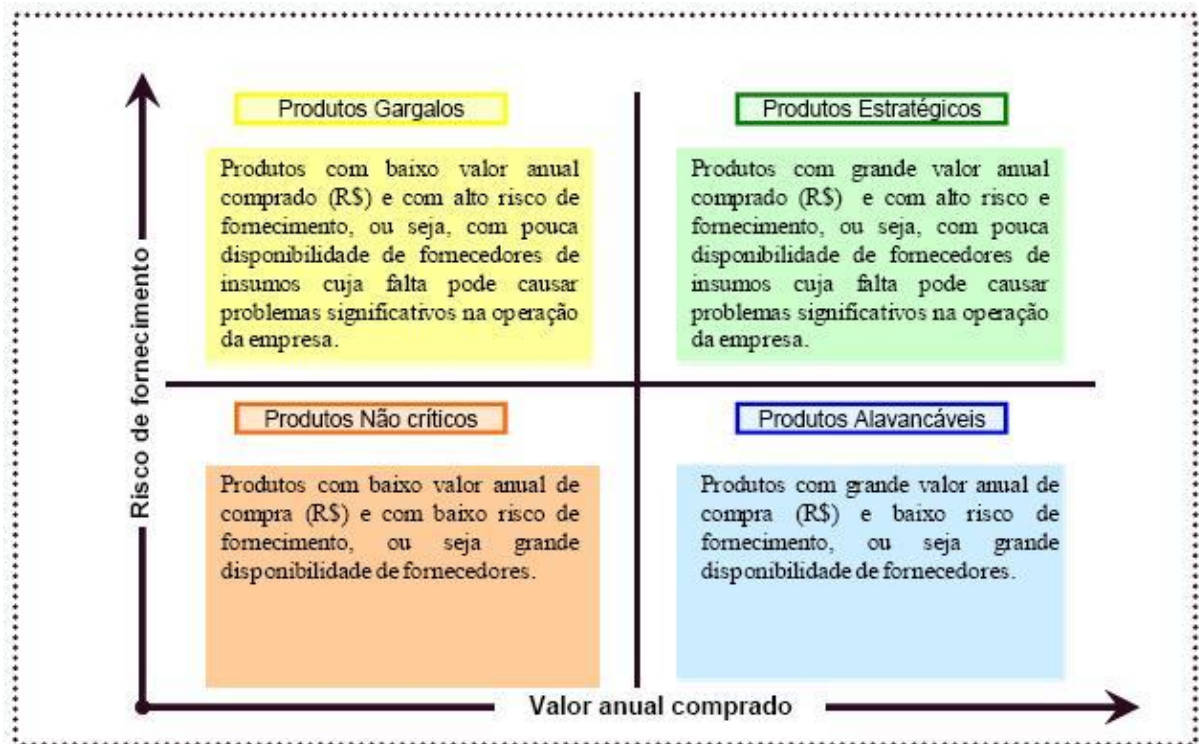 Risco de fornecimento
Produtos Gargalos
Produtos com baixo valor anual
comprado (R$) e com alto risco de
fornecimento, ou seja, com pouca
disponibilidade de fornecedores de
insumos cuja falta pode causar
problemas significativos na operação
da empresa.
Produtos Estratégicos
Produtos com grande valor anual
comprado (R$) e com alto risco e
fornecimento, ou seja, com pouca
disponibilidade de fornecedores de
insumos cuja falta pode causar
problemas significativos na operação
da empresa.
Produtos Não críticos
Produtos com baixo valor anual de
compra (R$) e com baixo risco de
fornecimento, ou seja grande
disponibilidade de fornecedores.
Produtos Alavancáveis
Produtos com grande valor anual de
compra (R$) e baixo risco de
fornecimento, ou seja grande
disponibilidade de fornecedores.
Valor anual comprado